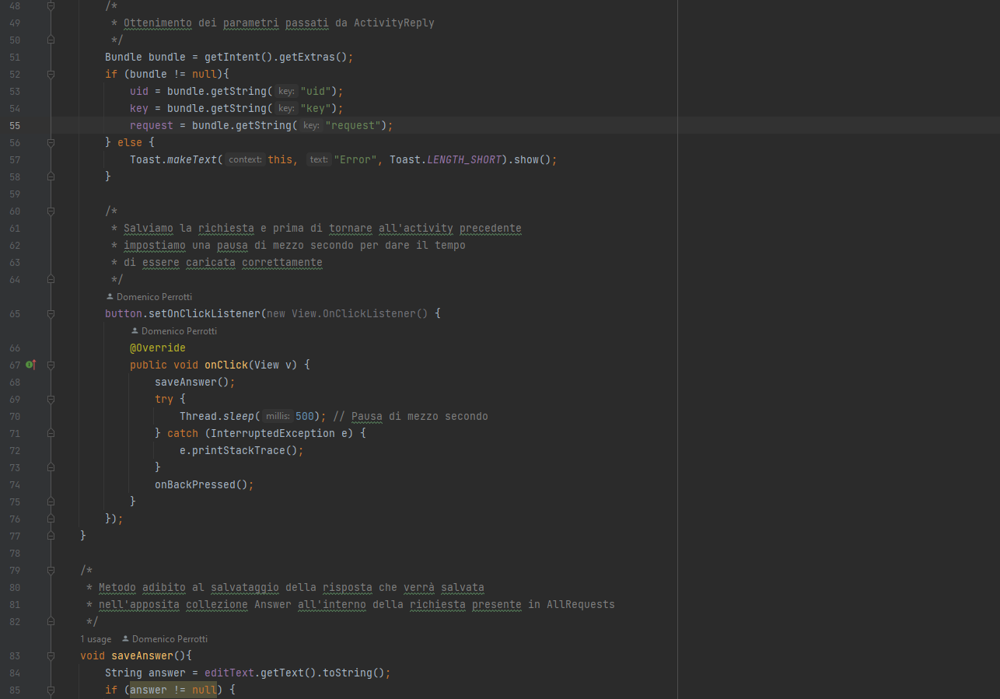 48 /*
49 * Ottenimento dei parametri passati da ActivityReply
50 */
51 Bundle bundle = getIntent().getExtras();
52 if (bundle != null){
53 uid = bundle.getString( key: "uid");
54 key = bundle.getString( key: "key");
55 request = bundle.getString( key: "request");
56 } else {
57 Toast.makeText( context: this, text: "Error", Toast.LENGTH_SHORT).show();
58 }
59
60 /*
61 * Salviamo la richiesta e prima di tornare all'activity precedente
62 * impostiamo una pausa di mezzo secondo per dare il tempo
63 * di essere caricata correttamente
64 */
Domenico Perrotti
65 button.setOnClickListener(new View.OnClickListener() {
Domenico Perrotti
66 @Override
67 public void onClick(View v) {
68 saveAnswer();
69 try {
70 Thread.sleep( millis: 500); // Pausa di mezzo secondo
71 } catch (InterruptedException e) {
72 e.printStackTrace();
73 }
74 onBackPressed();
75 }
76 });
77 }
78
79 /*
80 * Metodo adibito al salvataggio della risposta che verrà salvata
81 * nell'apposita collezione Answer all'interno della richiesta presente in AllRequests
82 */
1 usage Domenico Perrotti
83 void saveAnswer(){
84 String answer = editText.getText().toString();
85 if (answer != null) {